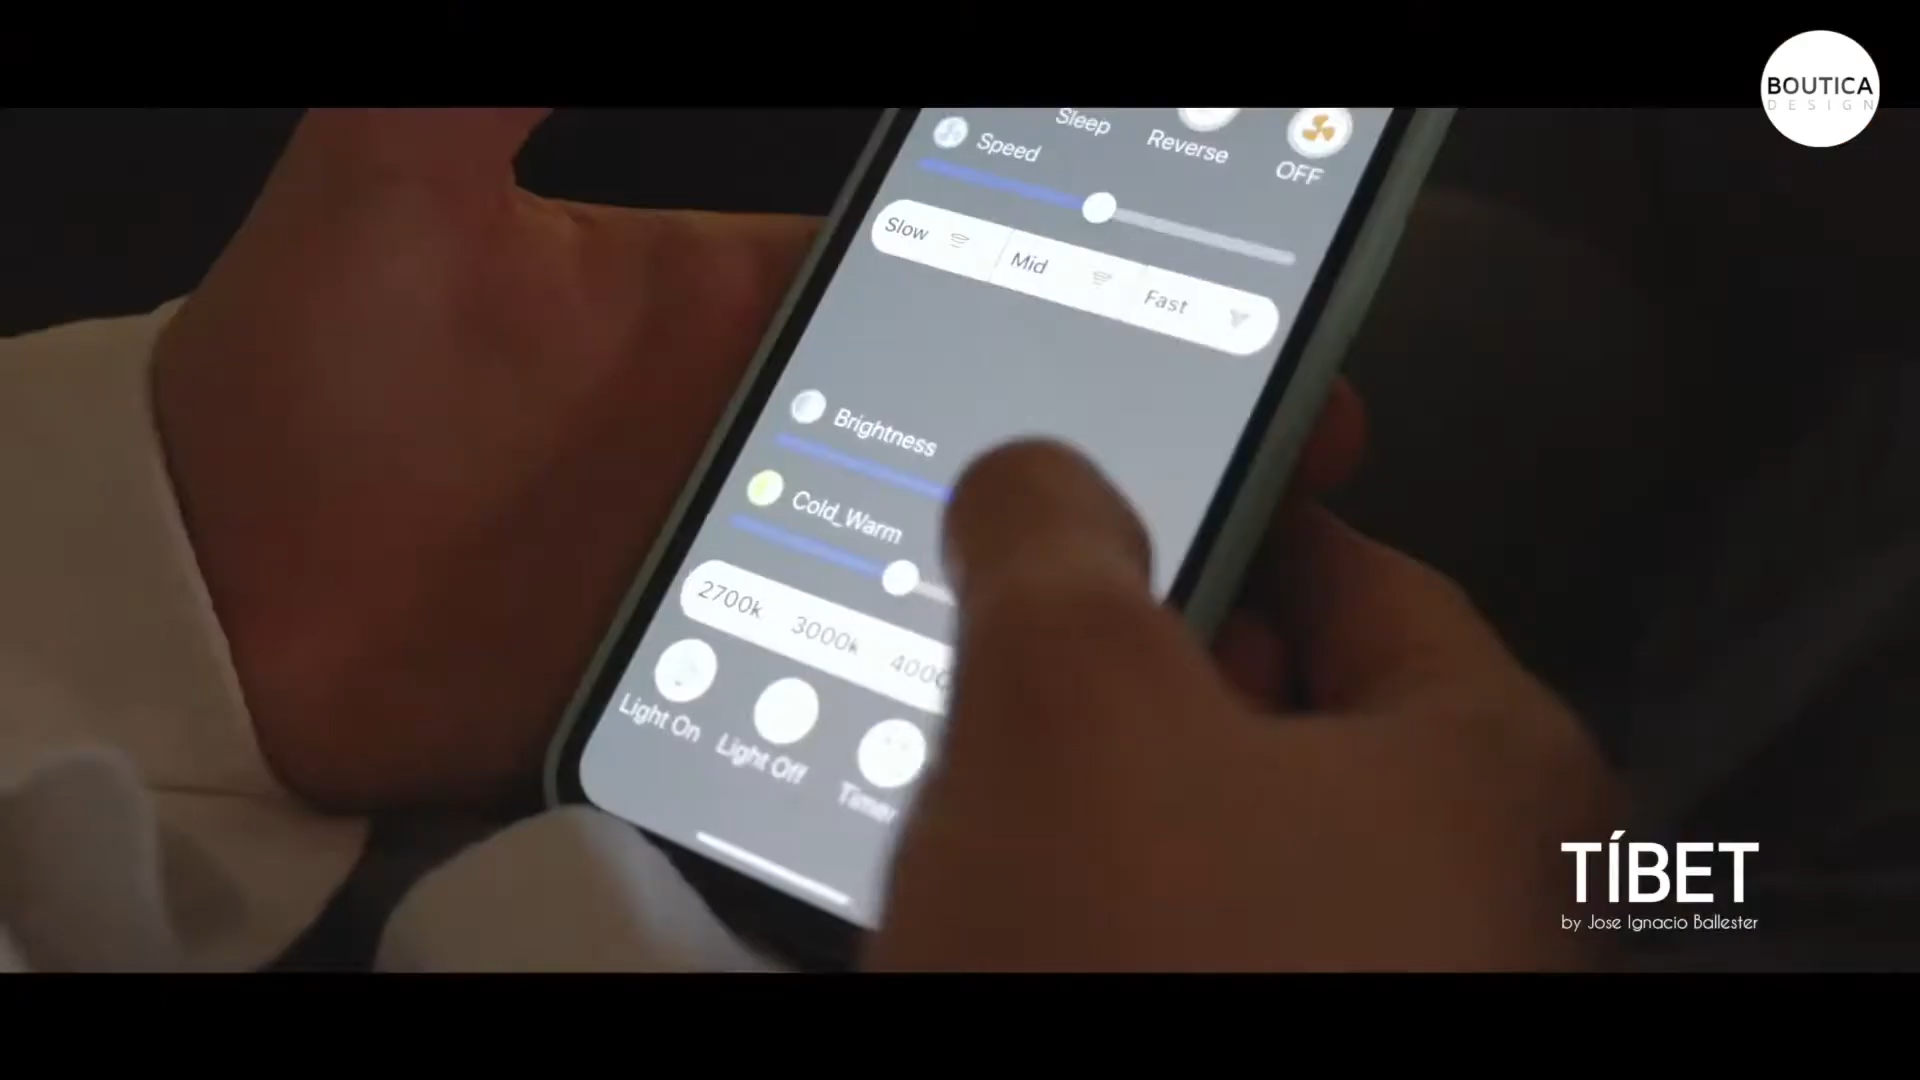 BOUTICA
DESIGN
Sleep
Reverse
OFF
Speed
Slow
Mid
Fast
Brightness
Cold_Warm
2700k
3000k
Light On
Light Off
Timer
TÍBET
by Jose Ignacio Ballester